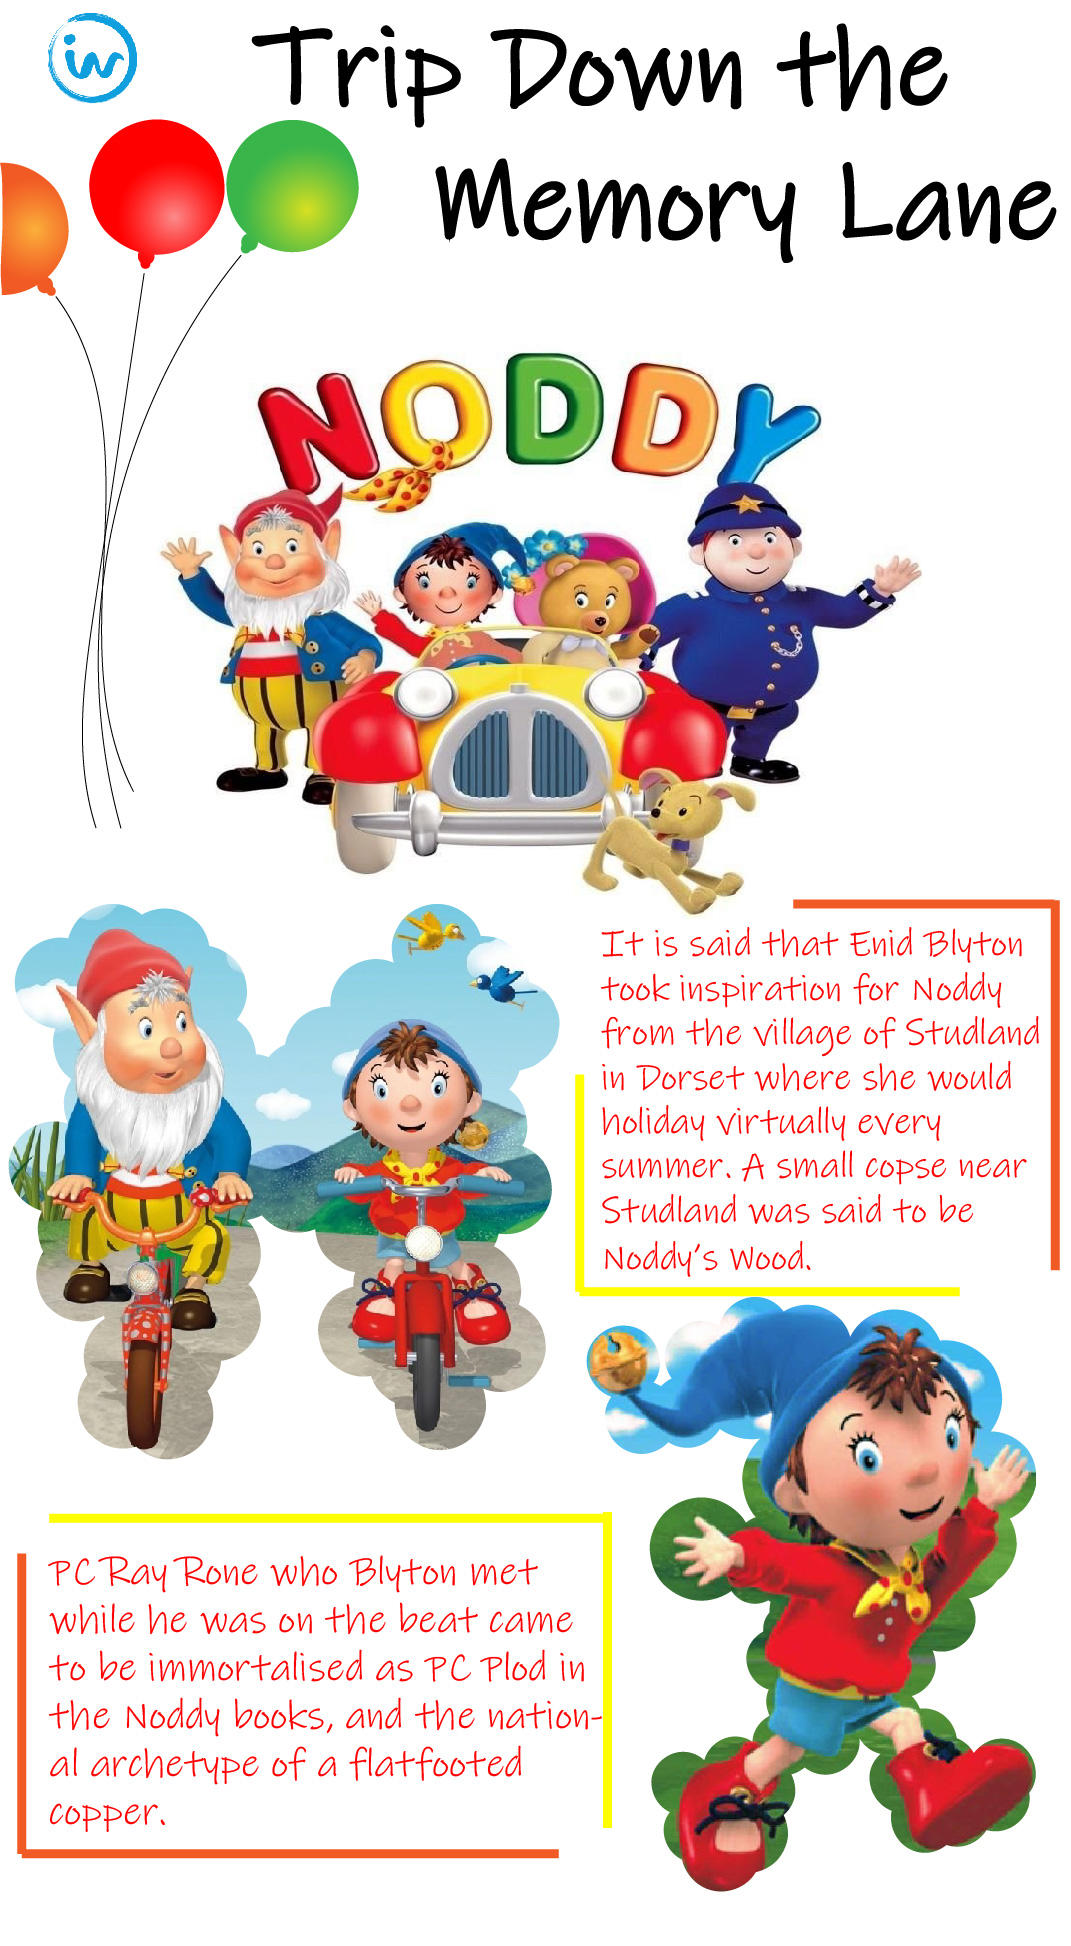 iw
Trip Down the
Memory Lane
NODDY
It is said that Enid Blyton
took inspiration for Noddy
from the village of Studland
in Dorset where she would
holiday virtually every
summer. A small copse near
Studland was said to be
Noddy's Wood.
PC Ray Rone who Blyton met
while he was on the beat came
to be immortalised as PC Plod in
the Noddy books, and the nation-
al archetype of a flatfooted
copper.